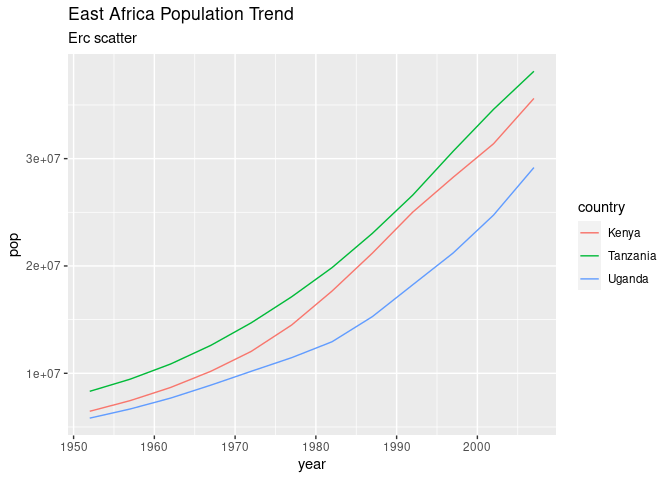 East Africa Population Trend
Erc scatter
pop
3e+07
2e+07
1e+07
1950 1960 1970 1980 1990 2000
year
country
Kenya
Tanzania
Uganda